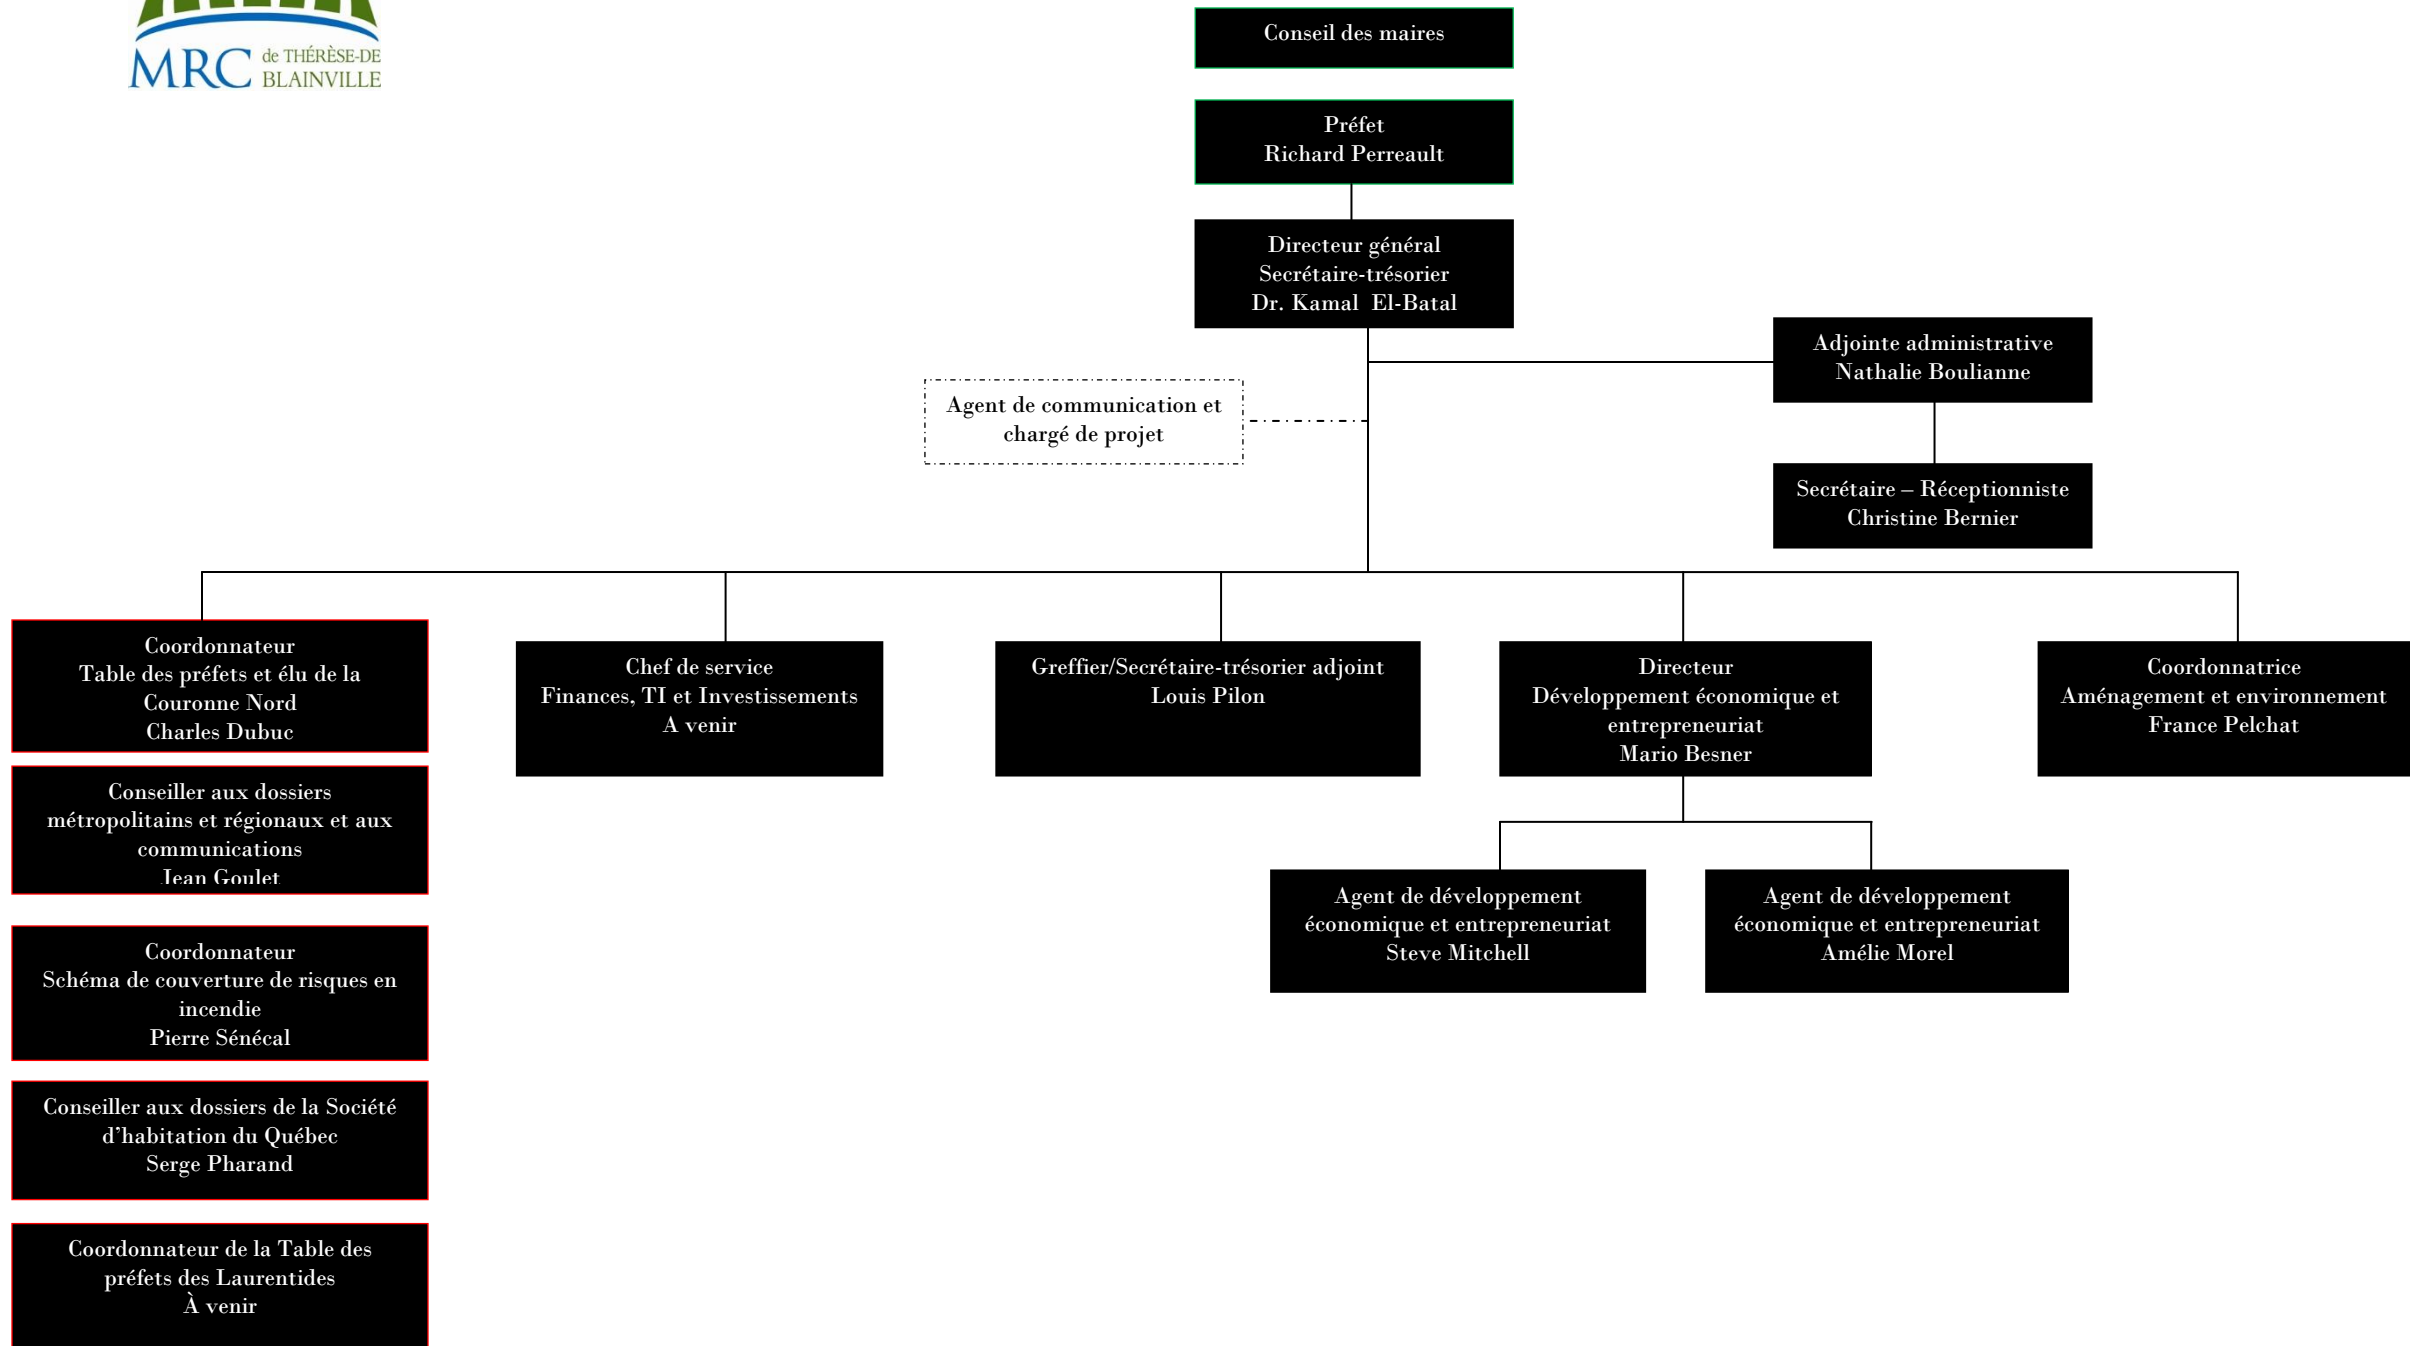 MRC de THÉRÈSE-DE
BLAINVILLE
Conseil des maires
Préfet
Richard Perreault
Directeur général
Secrétaire-trésorier
Dr. Kamal El-Batal
Adjointe administrative
Nathalie Boulianne
Agent de communication et
chargé de projet
Secrétaire – Réceptionniste
Christine Bernier
Coordonnateur
Table des préfets et élu de la
Couronne Nord
Charles Dubuc
Chef de service
Finances, TI et Investissements
A venir
Greffier/Secrétaire-trésorier adjoint
Louis Pilon
Directeur
Développement économique et
entrepreneuriat
Mario Besner
Coordonnatrice
Aménagement et environnement
France Pelchat
Conseiller aux dossiers
métropolitains et régionaux et aux
communications
Jean Goulet
Agent de développement
économique et entrepreneuriat
Steve Mitchell
Agent de développement
économique et entrepreneuriat
Amélie Morel
Coordonnateur
Schéma de couverture de risques en
incendie
Pierre Sénécal
Conseiller aux dossiers de la Société
d’habitation du Québec
Serge Pharand
Coordonnateur de la Table des
préfets des Laurentides
À venir